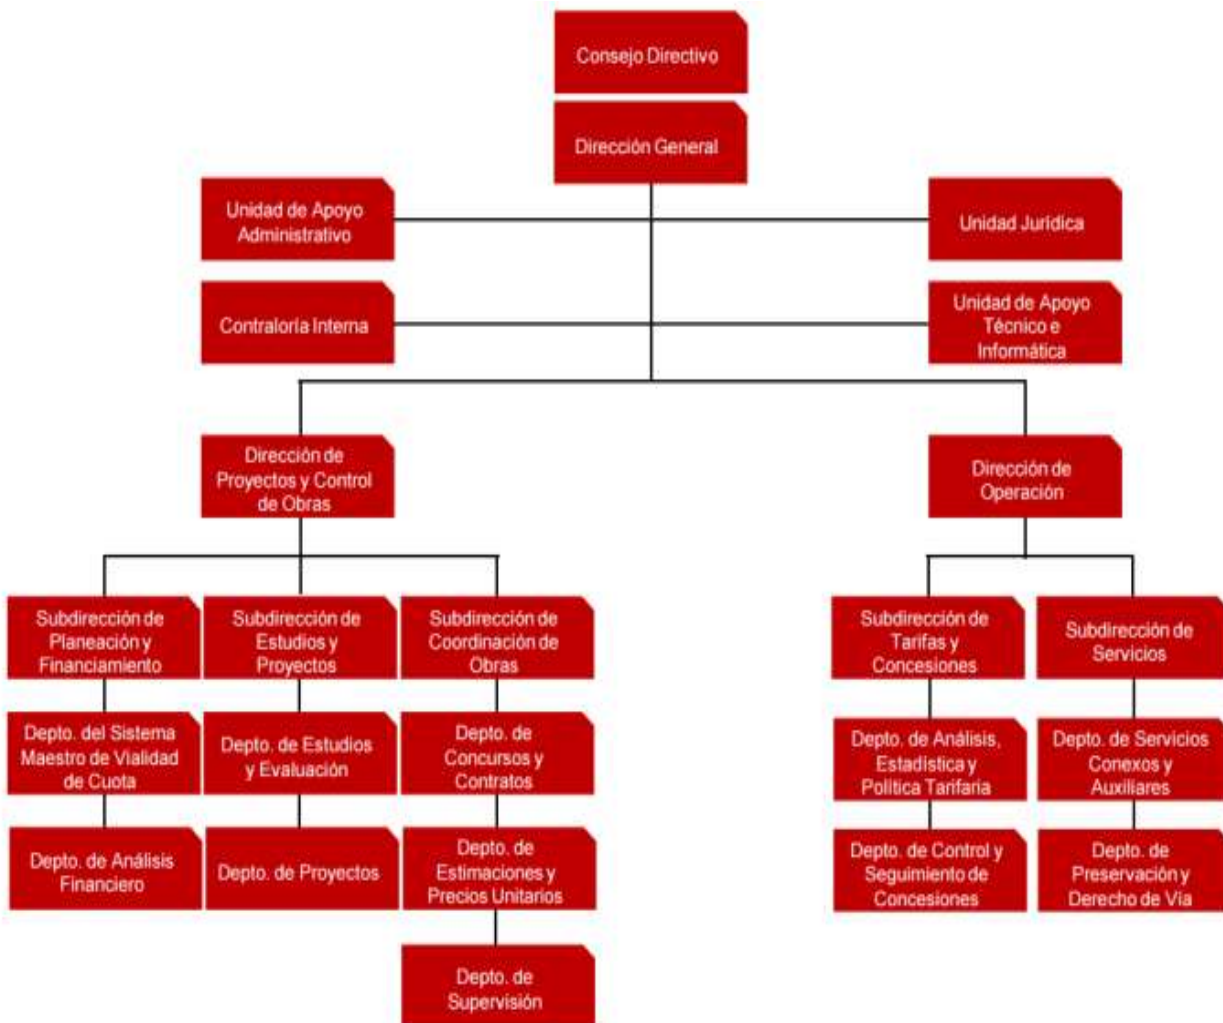 Consejo Directivo
Dirección General
Unidad de Apoyo
Administrativo
Unidad Jurídica
Contraloría Interna
Unidad de Apoyo
Técnico e
Informática
Dirección de
Proyectos y Control
de Obras
Dirección de
Operación
Subdirección de
Planeación y
Financiamiento
Subdirección de
Estudios y
Proyectos
Subdirección de
Coordinación de
Obras
Subdirección de
Tarifas y
Concesiones
Subdirección de
Servicios
Depto. del Sistema
Maestro de Vialidad
de Cuota
Depto. de Estudios
y Evaluación
Depto. de
Concursos y
Contratos
Depto. de Análisis,
Estadística y
Política Tarifaria
Depto. de Servicios
Conexos y
Auxiliares
Depto. de Análisis
Financiero
Depto. de Proyectos
Depto. de
Estimaciones y
Precios Unitarios
Depto. de Control y
Seguimiento de
Concesiones
Depto. de
Preservación y
Derecho de Vía
Depto. de
Supervisión